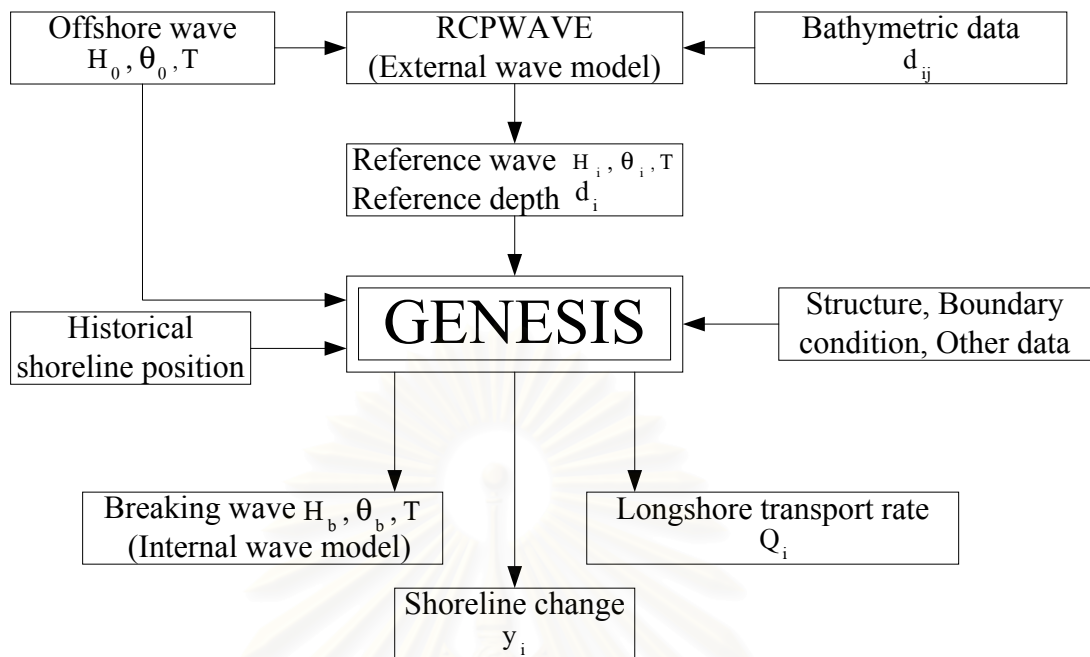 Offshore wave
H₀, θ₀, T
RCPWAVE
(External wave model)
Bathymetric data
dᵢⱼ
Reference wave Hᵢ, θᵢ, T
Reference depth dᵢ
GENESIS
Historical
shoreline position
Structure, Boundary
condition, Other data
Breaking wave H_b, θ_b, T
(Internal wave model)
Longshore transport rate
Qᵢ
Shoreline change
yᵢ